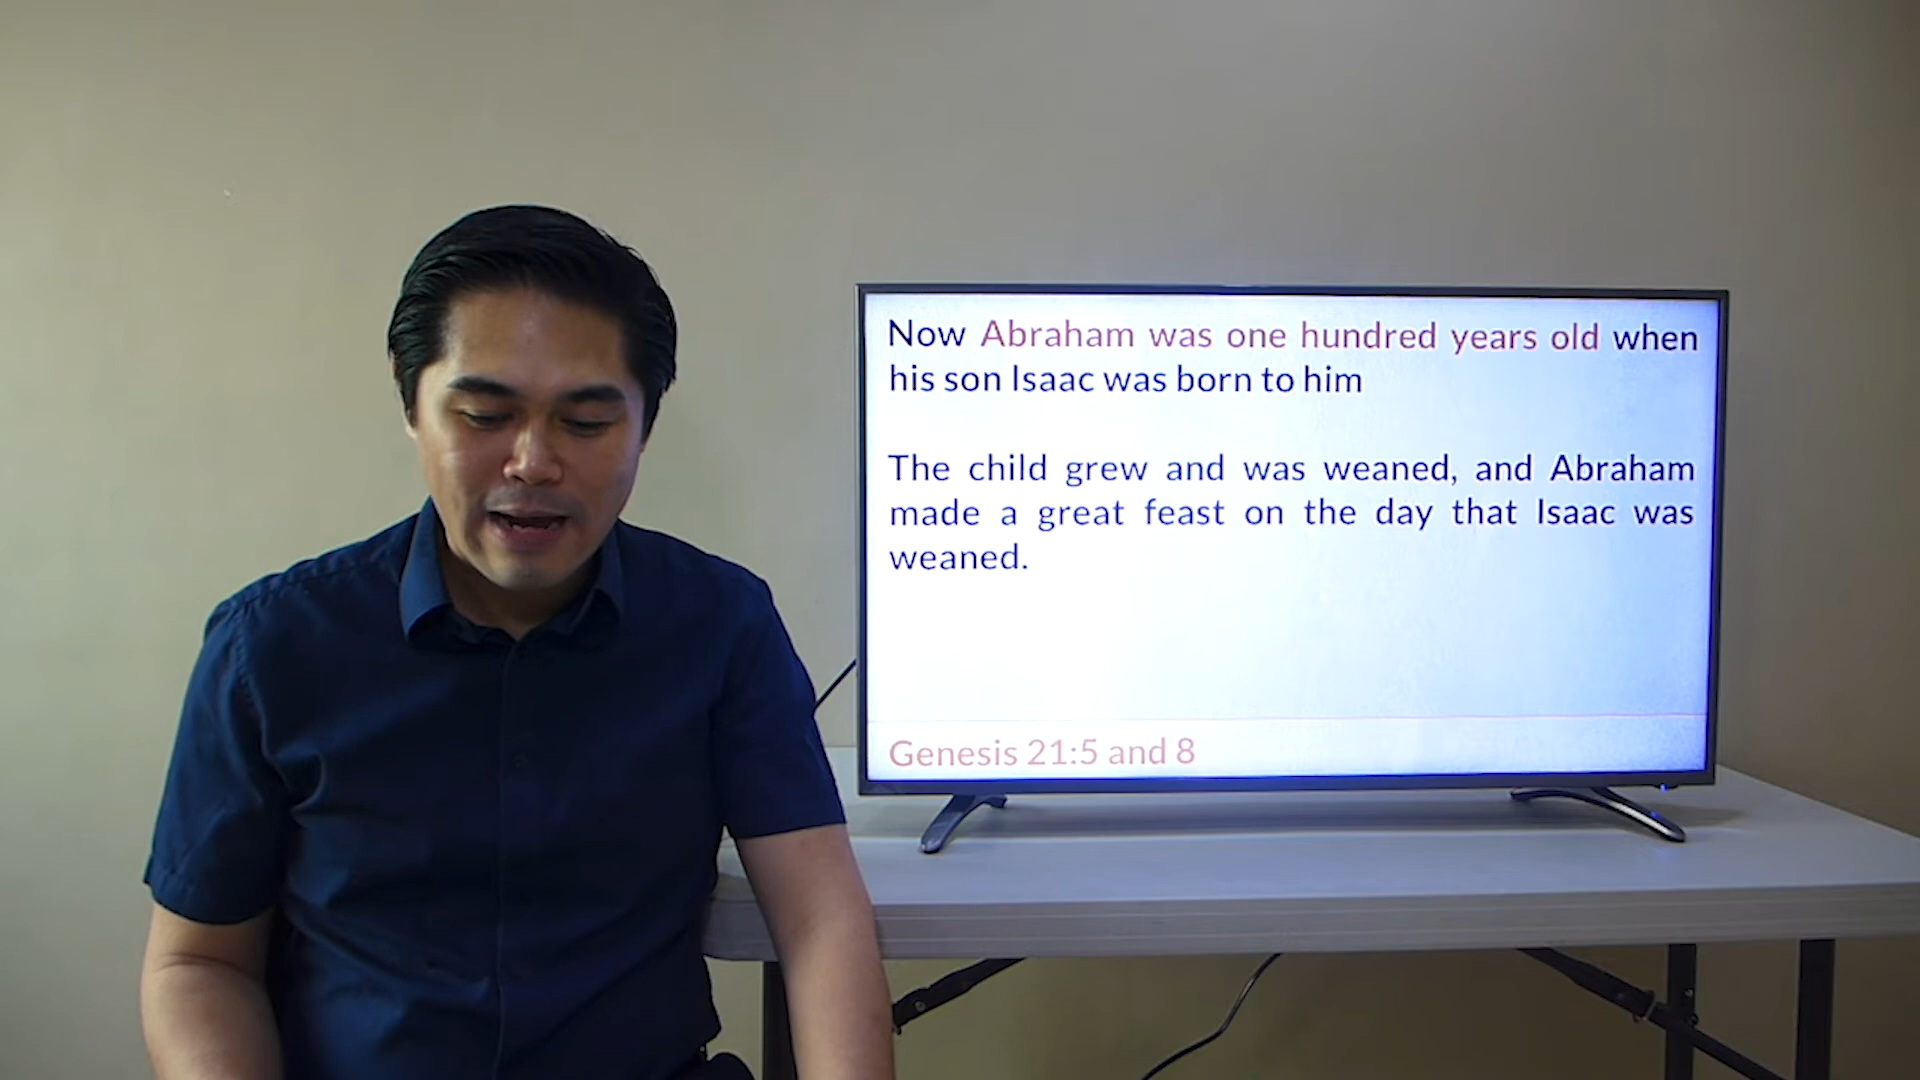 Now Abraham was one hundred years old when
his son Isaac was born to him
The child grew and was weaned, and Abraham
made a great feast on the day that Isaac was
weaned.
Genesis 21:5 and 8